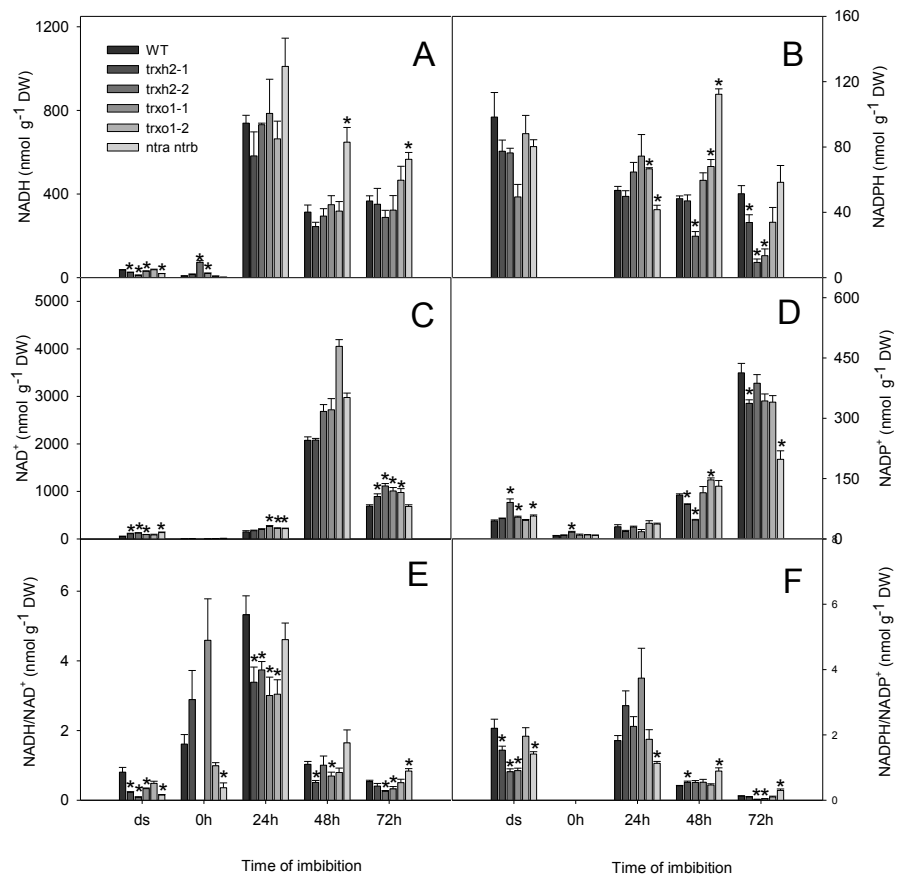 1200
800
400
0
NADH (nmol g⁻¹ DW)
WT
trxh2-1
trxh2-2
trxo1-1
trxo1-2
ntra ntrb
A
* * * *
* *
*
*
160
120
80
40
0
NADPH (nmol g⁻¹ DW)
B
* *
* *
*
* * *
5000
4000
3000
2000
1000
0
NAD⁺ (nmol g⁻¹ DW)
C
* * * *
* * *
* * * *
600
450
300
150
0
NADP⁺ (nmol g⁻¹ DW)
D
* * *
*
* * *
* *
6
4
2
0
NADH/NAD⁺ (nmol g⁻¹ DW)
E
* * * *
*
* * * *
* *
* * *
8
6
4
2
0
NADPH/NADP⁺ (nmol g⁻¹ DW)
F
* * * *
*
* *
** *
ds 0h 24h 48h 72h
ds 0h 24h 48h 72h
Time of imbibition
Time of imbibition